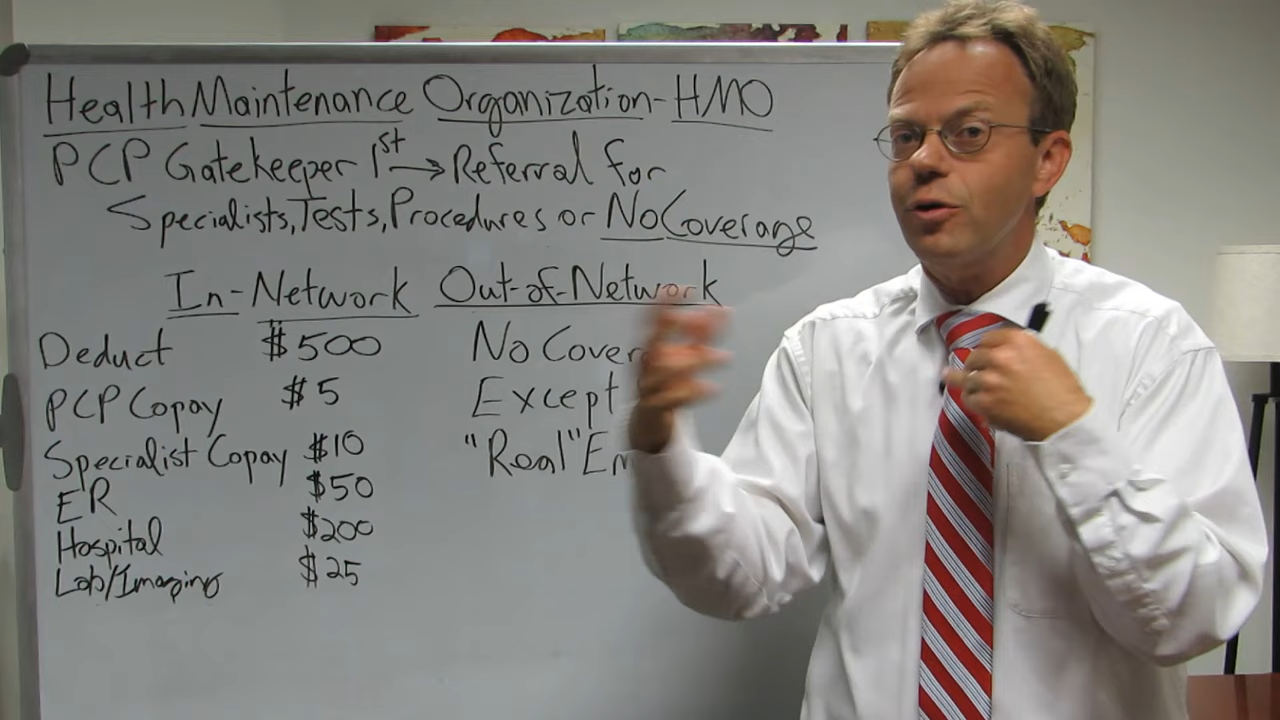 Health Maintenance Organization - HMO
PCP Gatekeeper 1st → Referral for
Specialists, Tests, Procedures or No Coverage
In-Network Out-of-Network
Deduct $500 No Cover
PCP Copay $5 Except
Specialist Copay $10 "Real" Em
ER $50
Hospital $200
Lab/Imaging $25